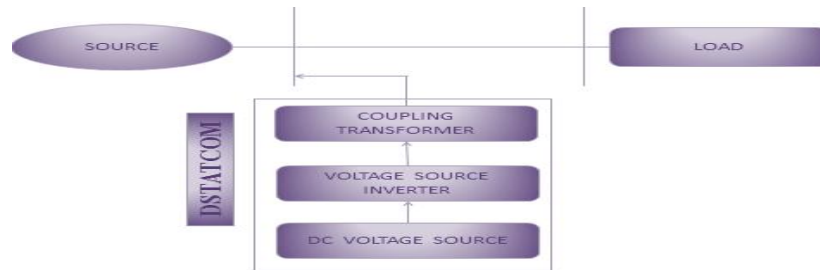 SOURCE
LOAD
COUPLING
TRANSFORMER
DSTATCOM
VOLTAGE SOURCE
INVERTER
DC VOLTAGE SOURCE